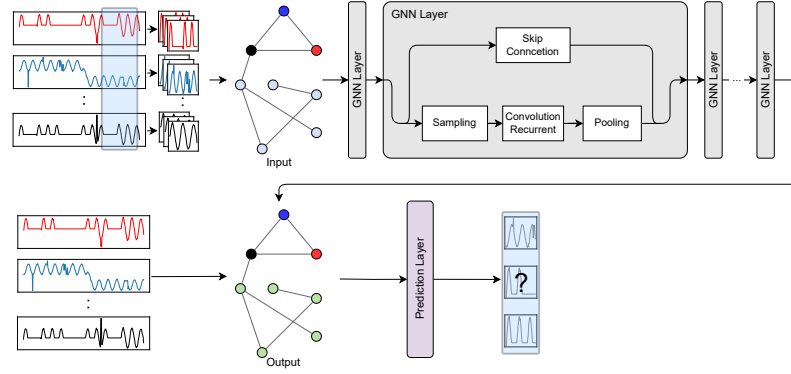 GNN Layer
Skip
Conncetion
GNN Layer
Sampling
Convolution
Recurrent
Pooling
GNN Layer
...
GNN Layer
:
:
:
Input
:
Output
Prediction Layer
?